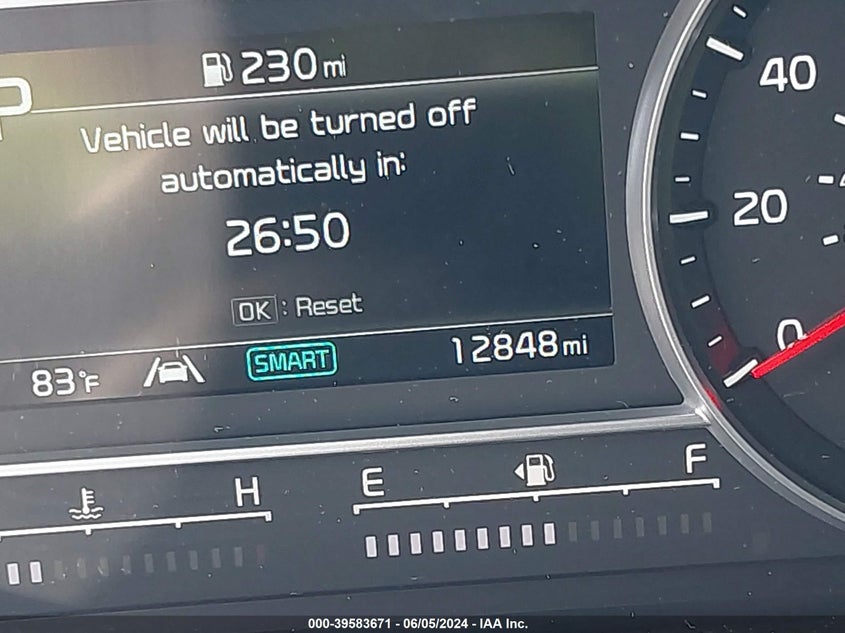 230 mi
P
Vehicle will be turned off
automatically in:
26:50
OK : Reset
83°F
SMART
12848 mi
40
20
0
H
E
F
000-39583671 - 06/05/2024 - IAA Inc.